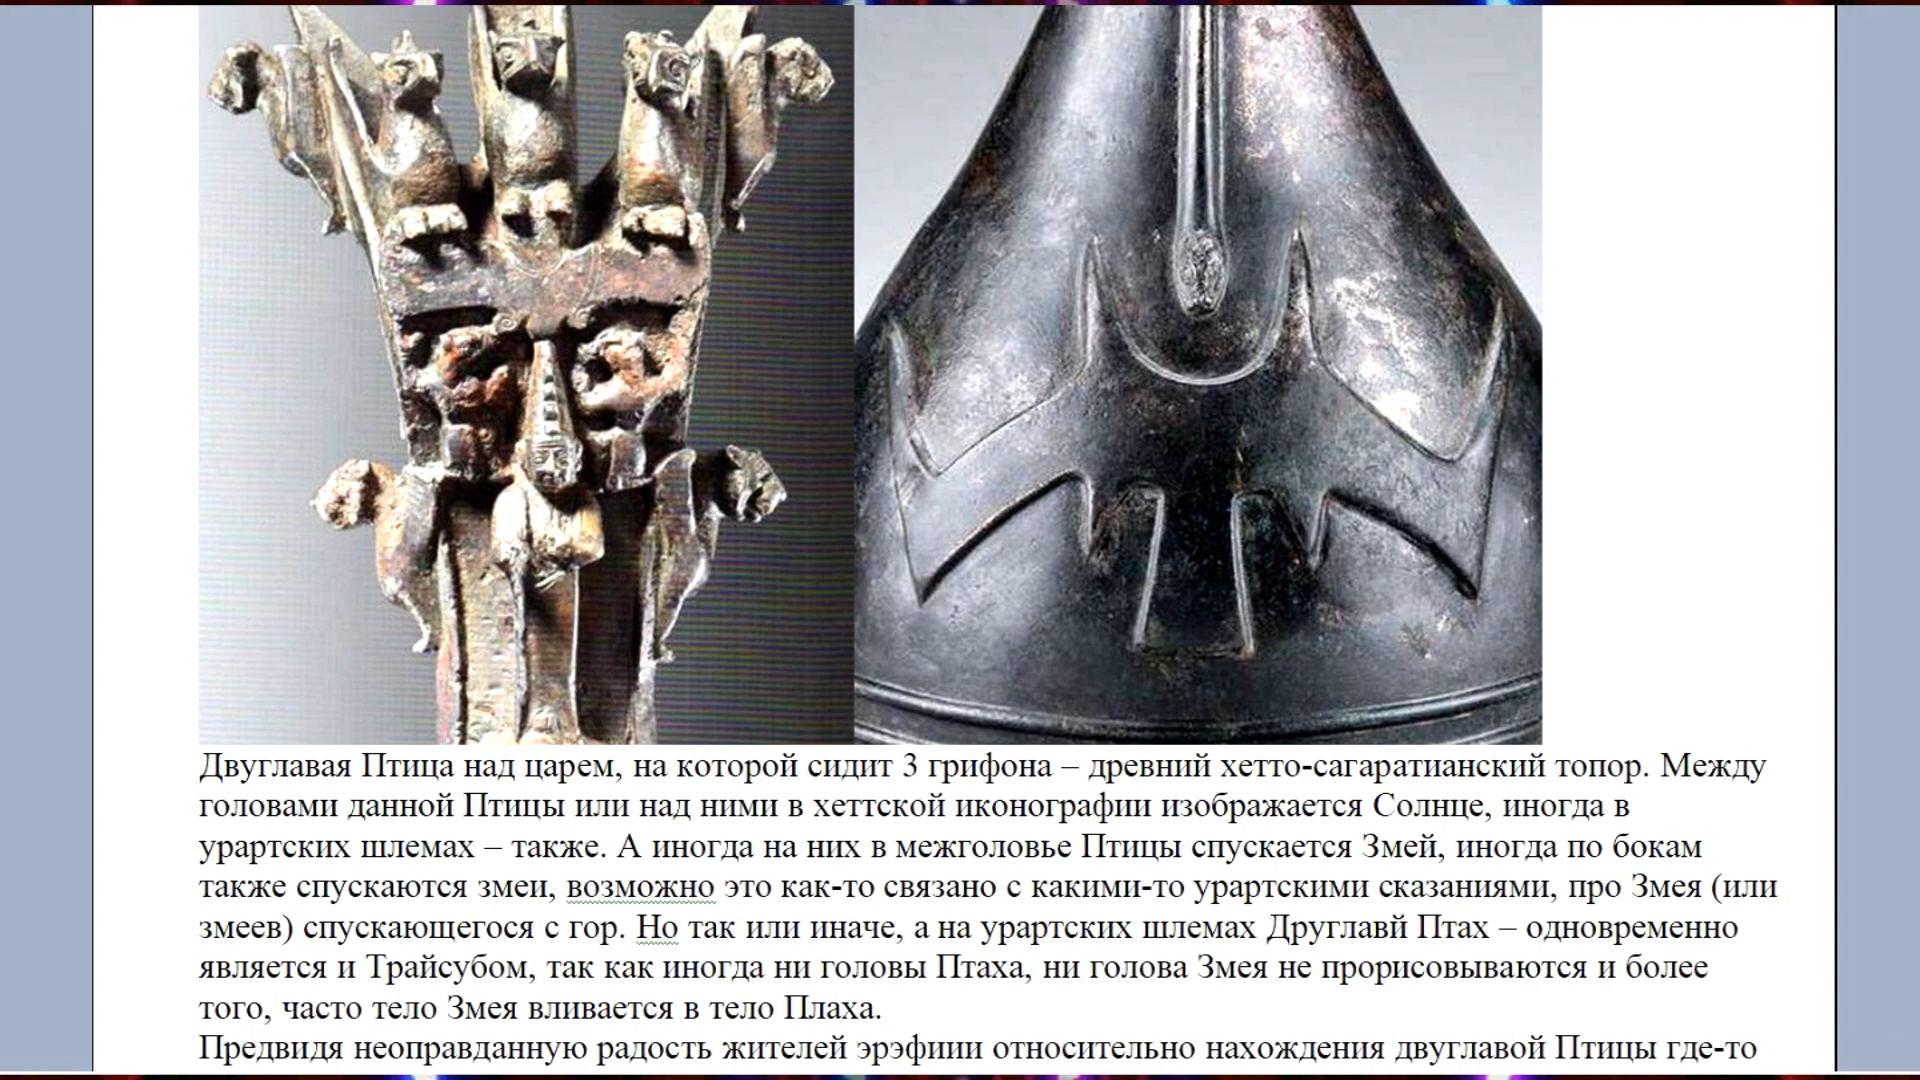 Двуглавая Птица над царем, на которой сидит 3 грифона – древний хетто-сагаратианский топор. Между
головами данной Птицы или над ними в хеттской иконографии изображается Солнце, иногда в
урартских шлемах – также. А иногда на них в межголовье Птицы спускается Змей, иногда по бокам
также спускаются змеи, возможно это как-то связано с какими-то урартскими сказаниями, про Змея (или
змеев) спускающегося с гор. Но так или иначе, а на урартских шлемах Друглавй Птах – одновременно
является и Трайсубом, так как иногда ни головы Птаха, ни голова Змея не прорисовываются и более
того, часто тело Змея вливается в тело Плаха.
Предвидя неоправданную радость жителей эрэфиии относительно нахождения двуглавой Птицы где-то